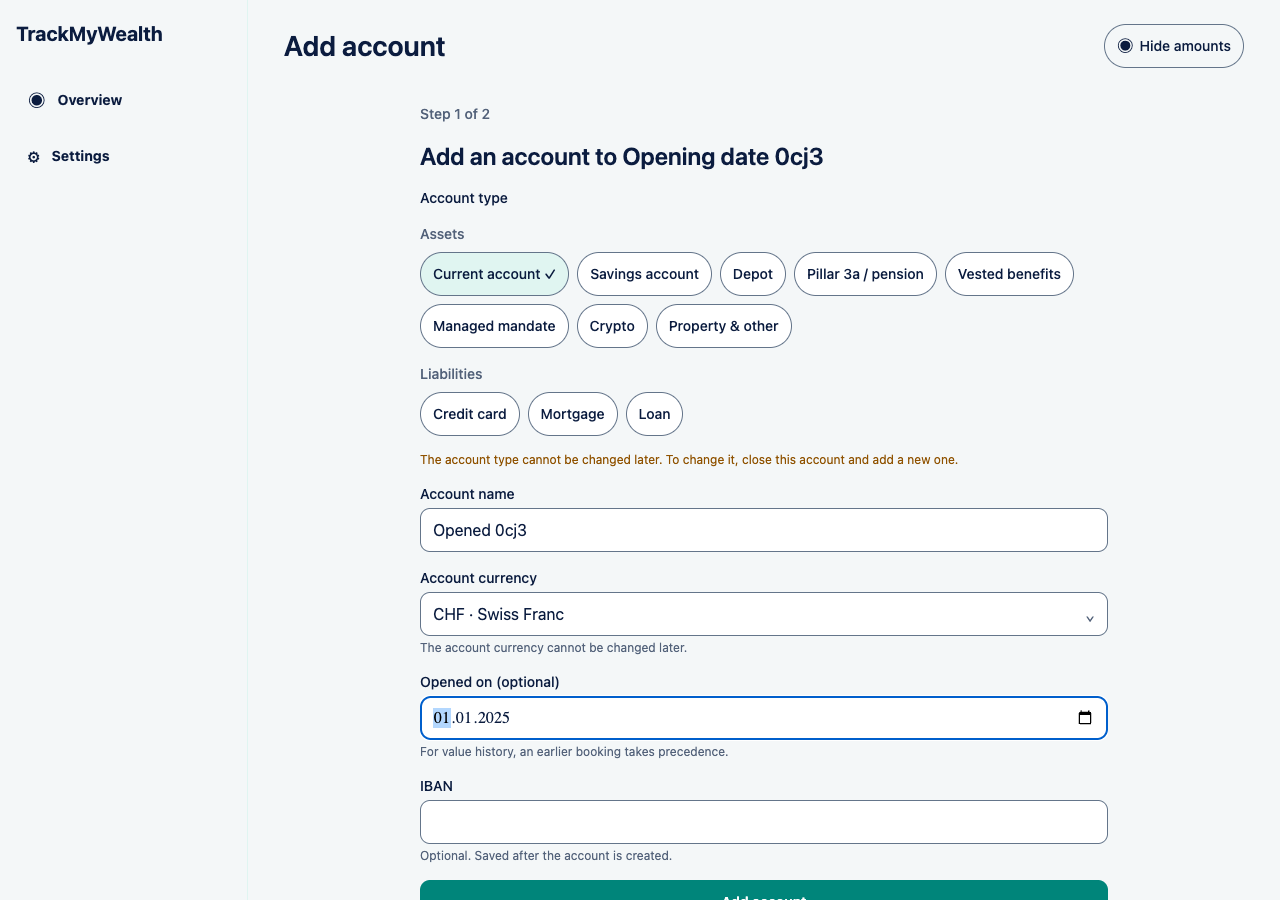 TrackMyWealth
Overview
Settings
Add account
Hide amounts
Step 1 of 2
Add an account to Opening date 0cj3
Account type
Assets
Current account ✓
Savings account
Depot
Pillar 3a / pension
Vested benefits
Managed mandate
Crypto
Property & other
Liabilities
Credit card
Mortgage
Loan
The account type cannot be changed later. To change it, close this account and add a new one.
Account name
Opened 0cj3
Account currency
CHF · Swiss Franc
The account currency cannot be changed later.
Opened on (optional)
01.01.2025
For value history, an earlier booking takes precedence.
IBAN
Optional. Saved after the account is created.
Add account